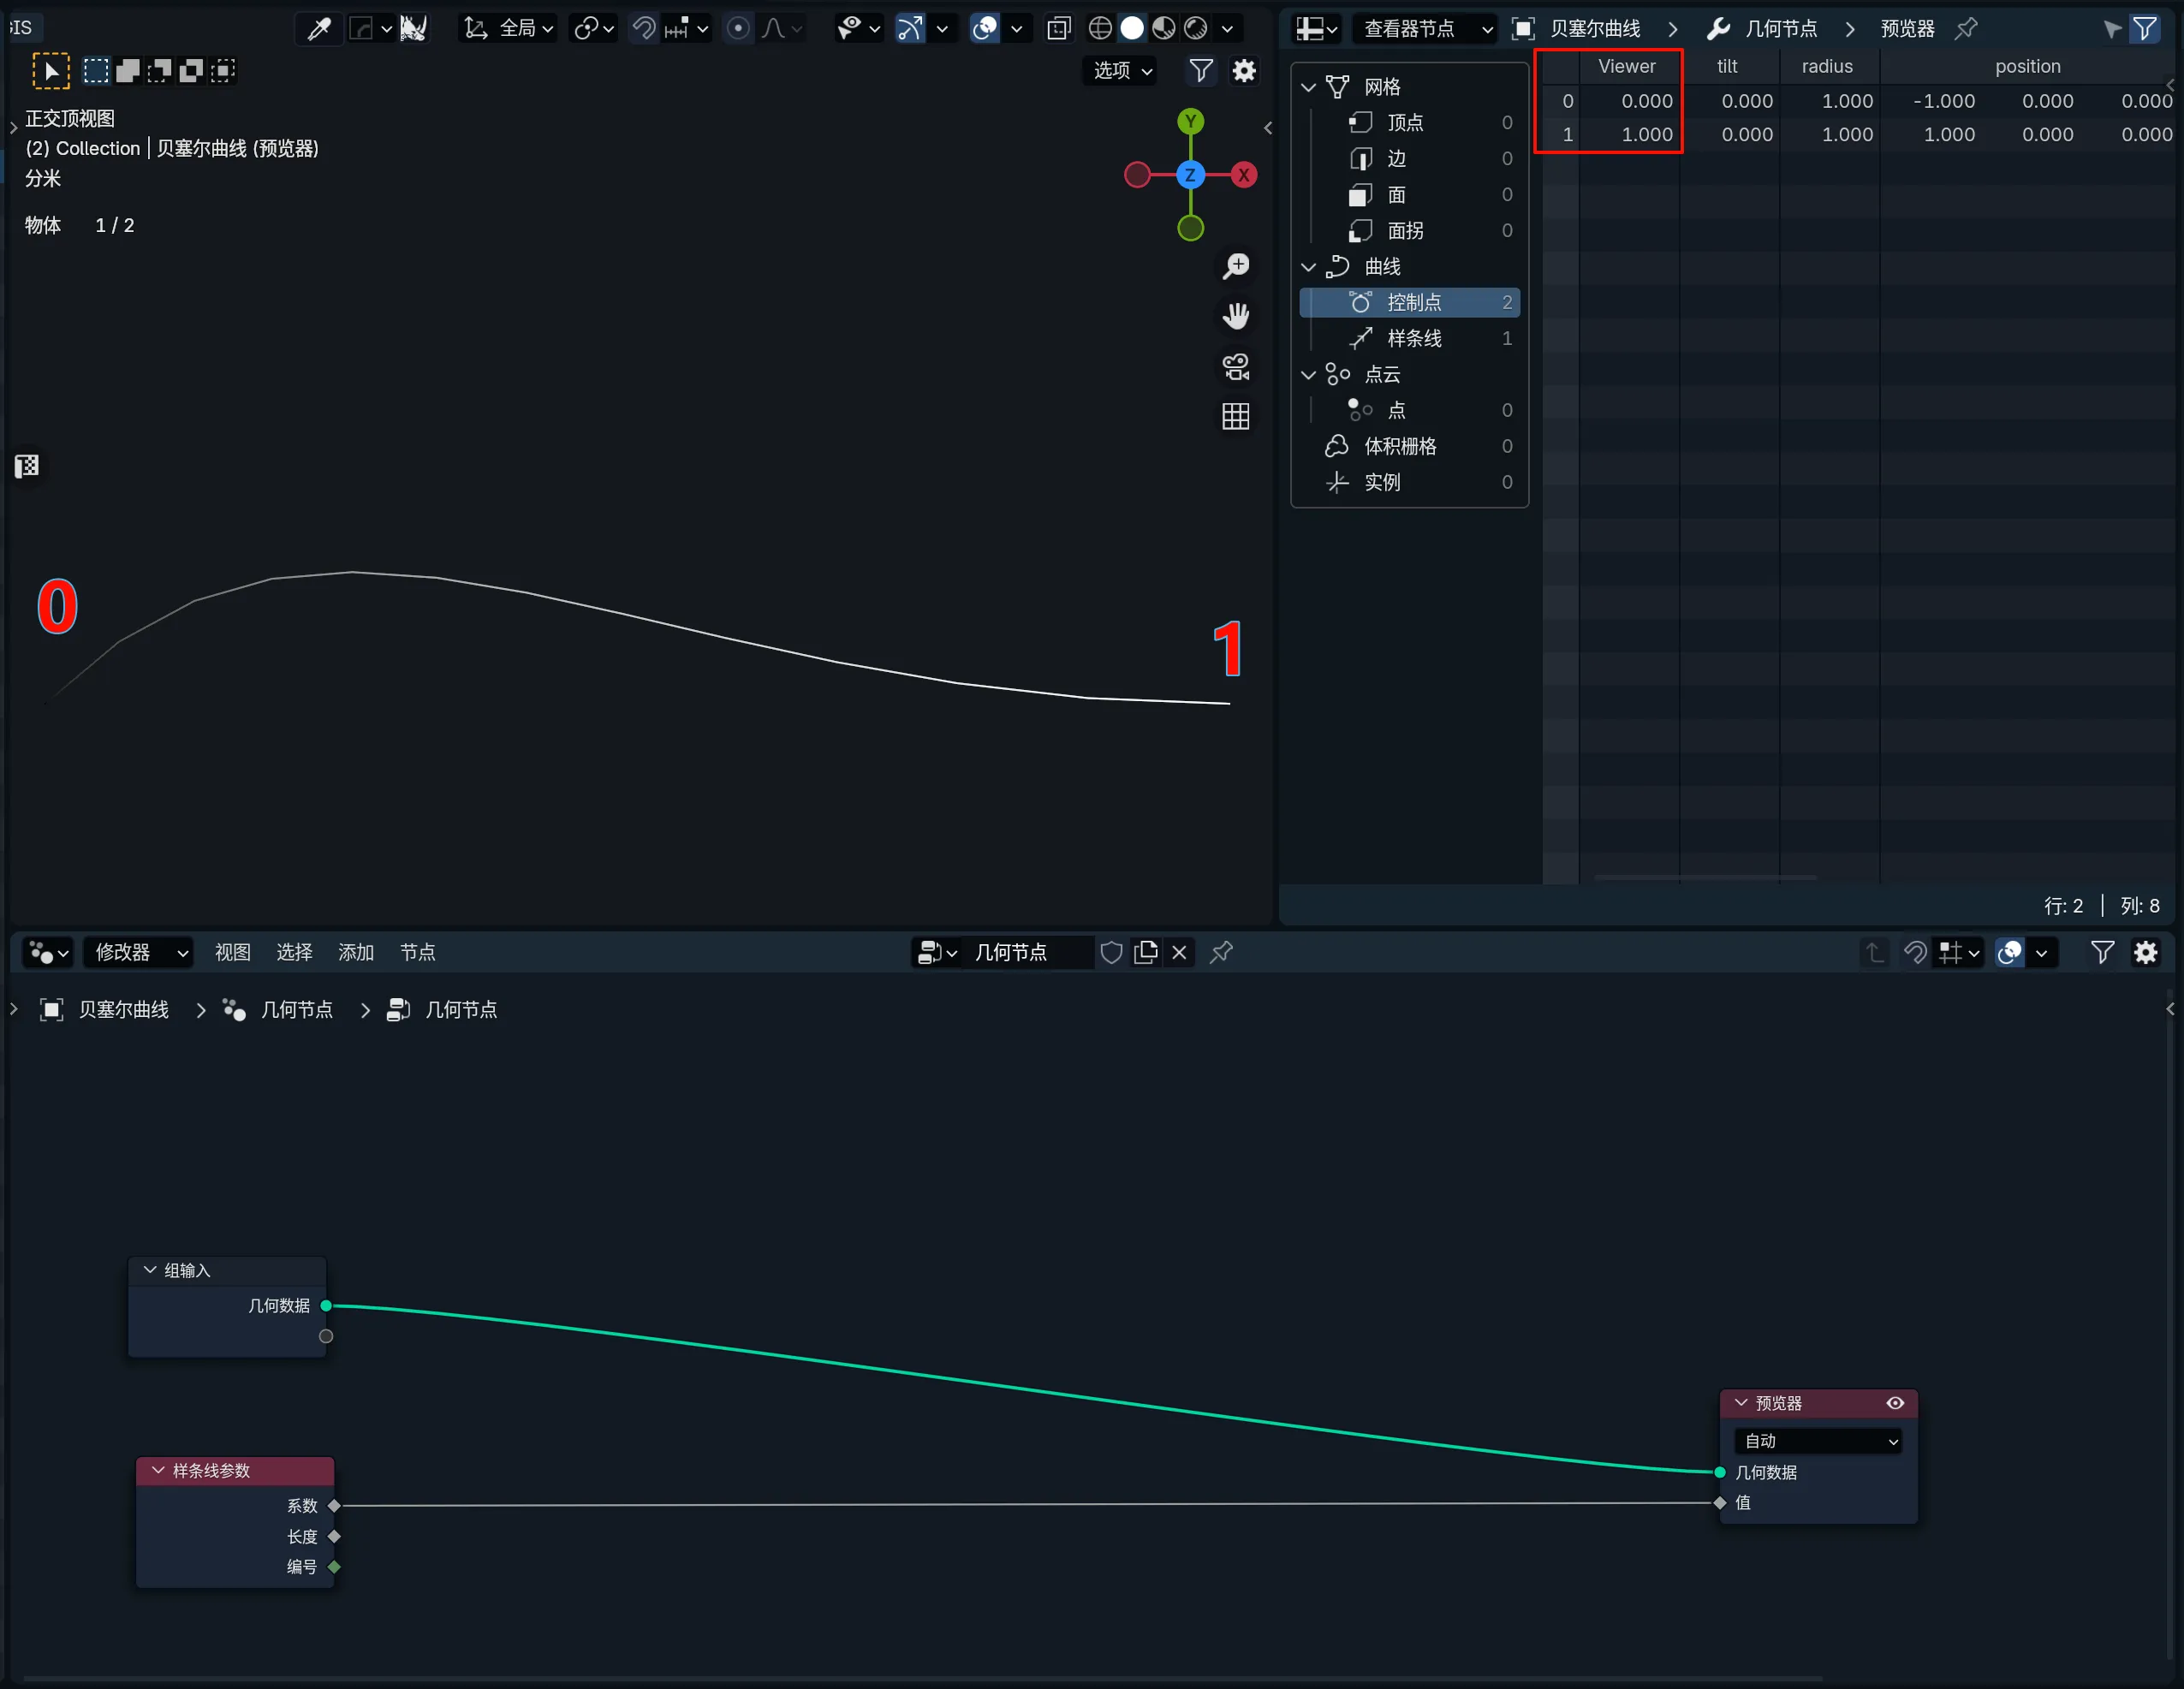 GIS
全局
选项
正交顶视图
(2) Collection | 贝塞尔曲线 (预览器)
分米
物体 1 / 2
Y
Z
X
0
1
查看器节点
贝塞尔曲线
几何节点
预览器
网格
顶点 0
边 0
面 0
面拐 0
曲线
控制点 2
样条线 1
点云
点 0
体积栅格 0
实例 0
Viewer tilt radius position
0 0.000 0.000 1.000 -1.000 0.000 0.000
1 1.000 0.000 1.000 1.000 0.000 0.000
行: 2 | 列: 8
修改器 视图 选择 添加 节点
几何节点
贝塞尔曲线 几何节点 几何节点
组输入
几何数据
样条线参数
系数
长度
编号
预览器
自动
几何数据
值